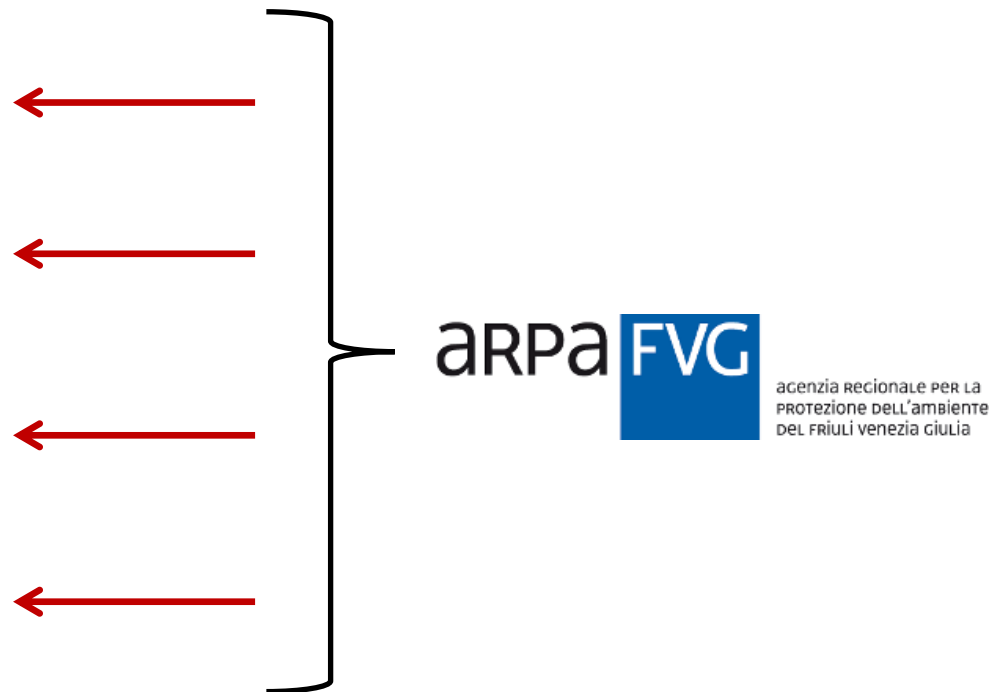 aRPa FVG
aGenzia ReGionaLe PeR La
PROTezione DeLL'amBienTe
DeL FRiuLi venezia GiuLia